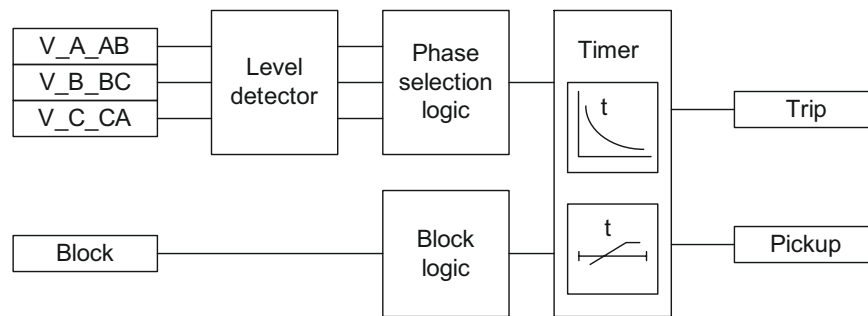 V_A_AB
V_B_BC
V_C_CA
Level
detector
Phase
selection
logic
Timer
t
Trip
Block
Block
logic
t
Pickup